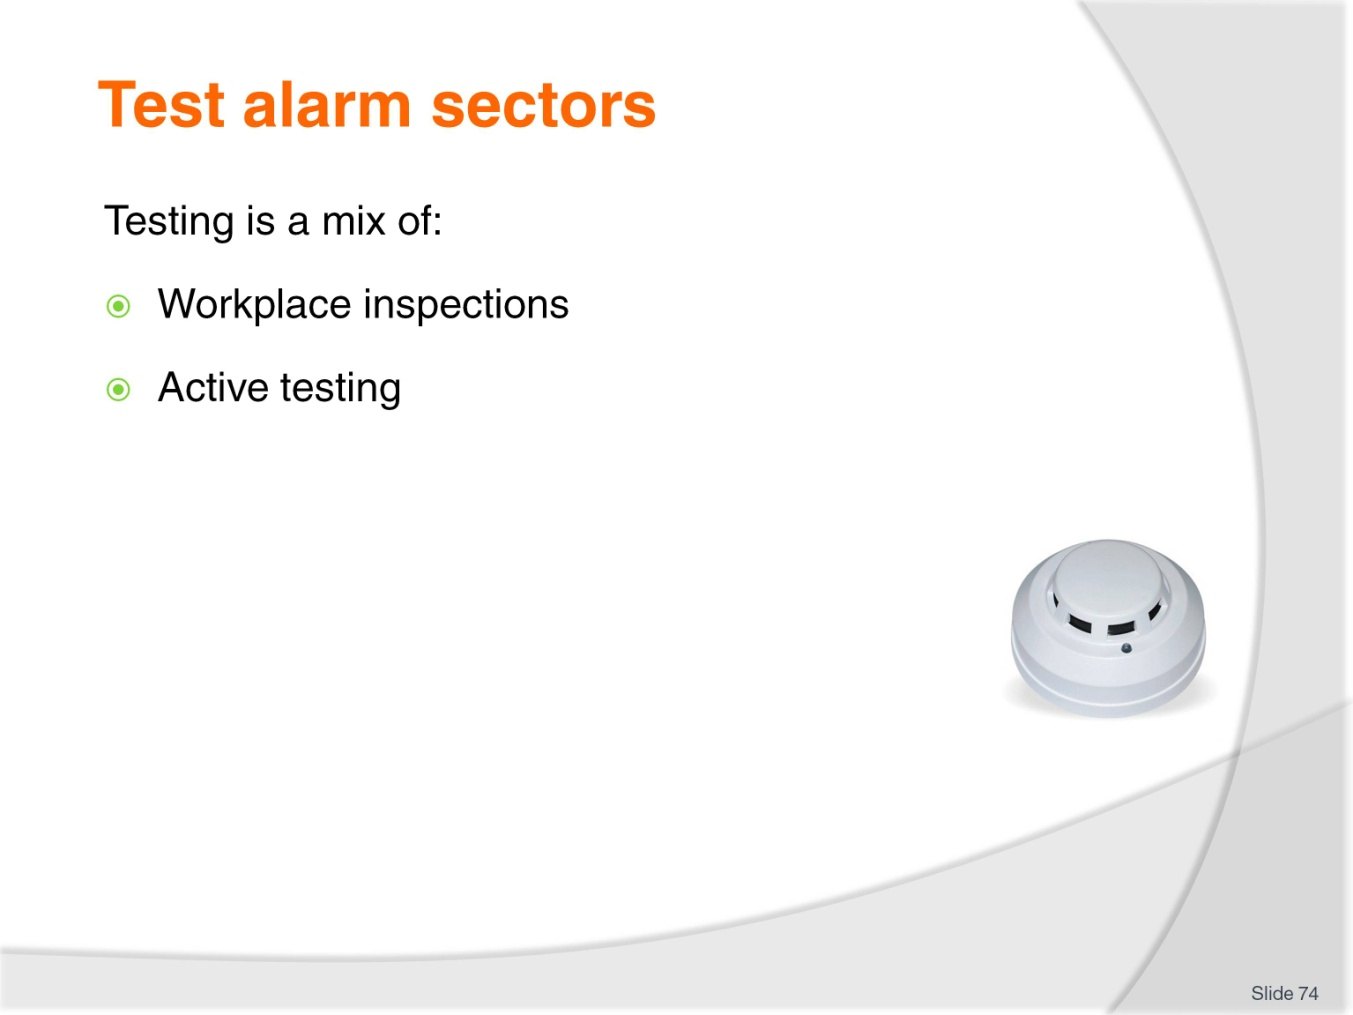 Test alarm sectors
Testing is a mix of:
Workplace inspections
Active testing
Slide 74